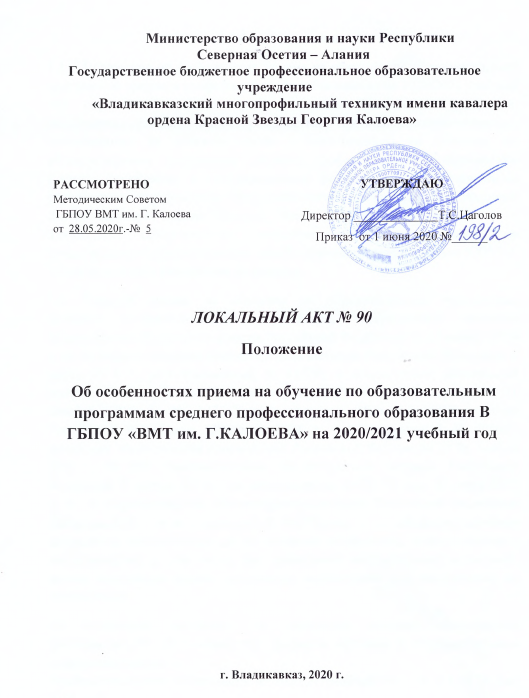 Министерство образования и науки Республики
Северная Осетия – Алания
Государственное бюджетное профессиональное образовательное
учреждение
«Владикавказский многопрофильный техникум имени кавалера
ордена Красной Звезды Георгия Калоева»
РАССМОТРЕНО
Методическим Советом
ГБПОУ ВМТ им. Г. Калоева
от 28.05.2020г.-№ 5
УТВЕРЖДАЮ
Директор Т.С.Цаголов
Приказ от 1 июня 2020 № 198/2
ЛОКАЛЬНЫЙ АКТ № 90
Положение
Об особенностях приема на обучение по образовательным
программам среднего профессионального образования В
ГБПОУ «ВМТ им. Г.КАЛОЕВА» на 2020/2021 учебный год
г. Владикавказ, 2020 г.